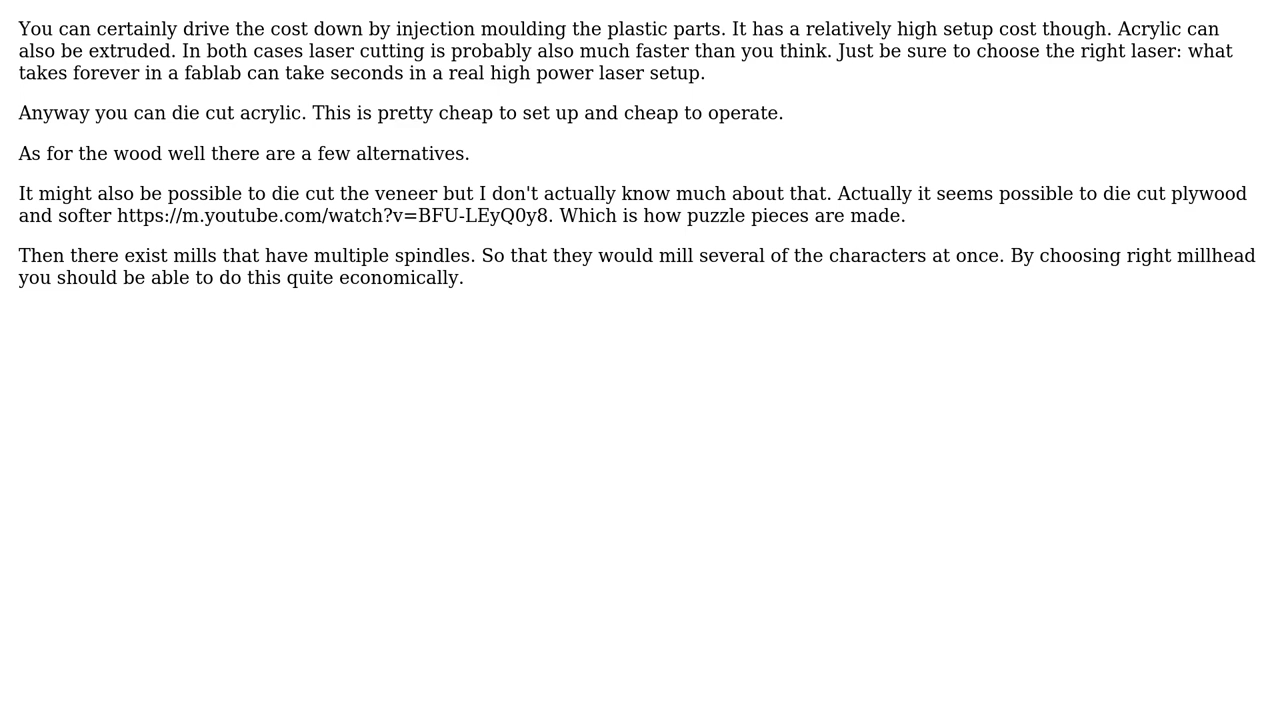 You can certainly drive the cost down by injection moulding the plastic parts. It has a relatively high setup cost though. Acrylic can
also be extruded. In both cases laser cutting is probably also much faster than you think. Just be sure to choose the right laser: what
takes forever in a fablab can take seconds in a real high power laser setup.
Anyway you can die cut acrylic. This is pretty cheap to set up and cheap to operate.
As for the wood well there are a few alternatives.
It might also be possible to die cut the veneer but I don't actually know much about that. Actually it seems possible to die cut plywood
and softer https://m.youtube.com/watch?v=BFU-LEyQ0y8. Which is how puzzle pieces are made.
Then there exist mills that have multiple spindles. So that they would mill several of the characters at once. By choosing right millhead
you should be able to do this quite economically.